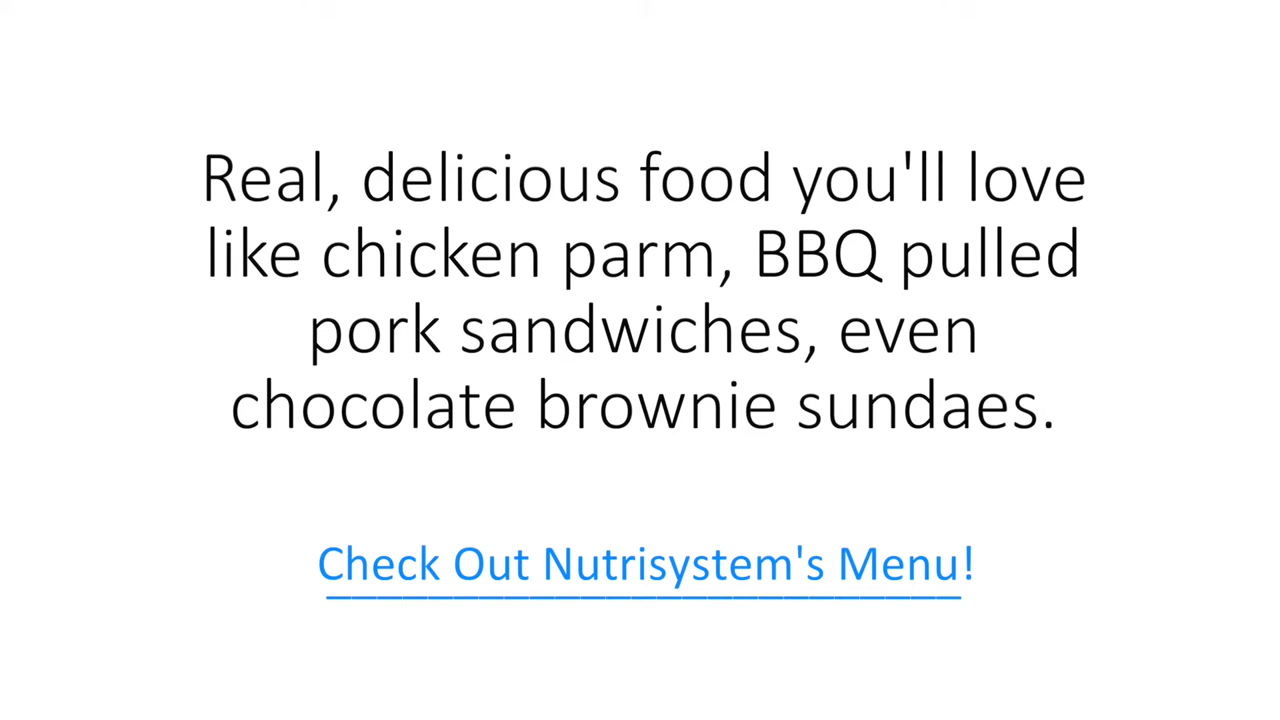 Real, delicious food you'll love
like chicken parm, BBQ pulled
pork sandwiches, even
chocolate brownie sundaes.
Check Out Nutrisystem's Menu!